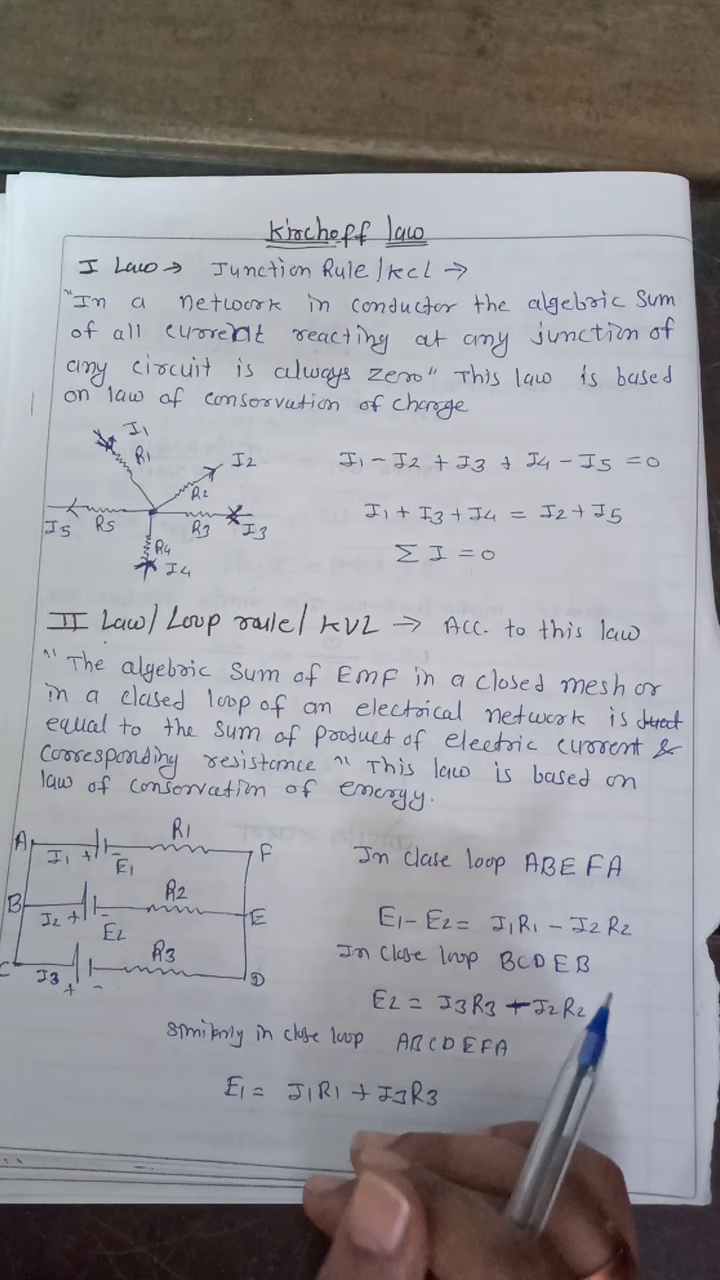 Kirchoff law
I Law → Junction Rule/kcl →
"In a network in conductor the algebric sum
of all current reacting at any junction of
any circuit is always zero" This law is based
on law of conservation of charge
I1
R1
I2
R2
I5 R5
R3 I3
R4
I4
I1 - I2 + I3 + I4 - I5 = 0
I1 + I3 + I4 = I2 + I5
Σ I = 0
II Law/ Loop rule/ KVL → Acc. to this law
"The algebric sum of EMF in a closed mesh or
in a closed loop of an electrical network is
equal to the sum of product of electric current &
corresponding resistance" This law is based on
law of conservation of energy.
A I1 + - E1 R1 F
B I2 + - E2 R2 E
C I3 + - R3 D
In close loop ABEFA
E1 - E2 = I1R1 - I2R2
In close loop BCDEB
E2 = I3R3 + I2R2
Similarly in close loop ABCDEFA
E1 = I1R1 + I3R3